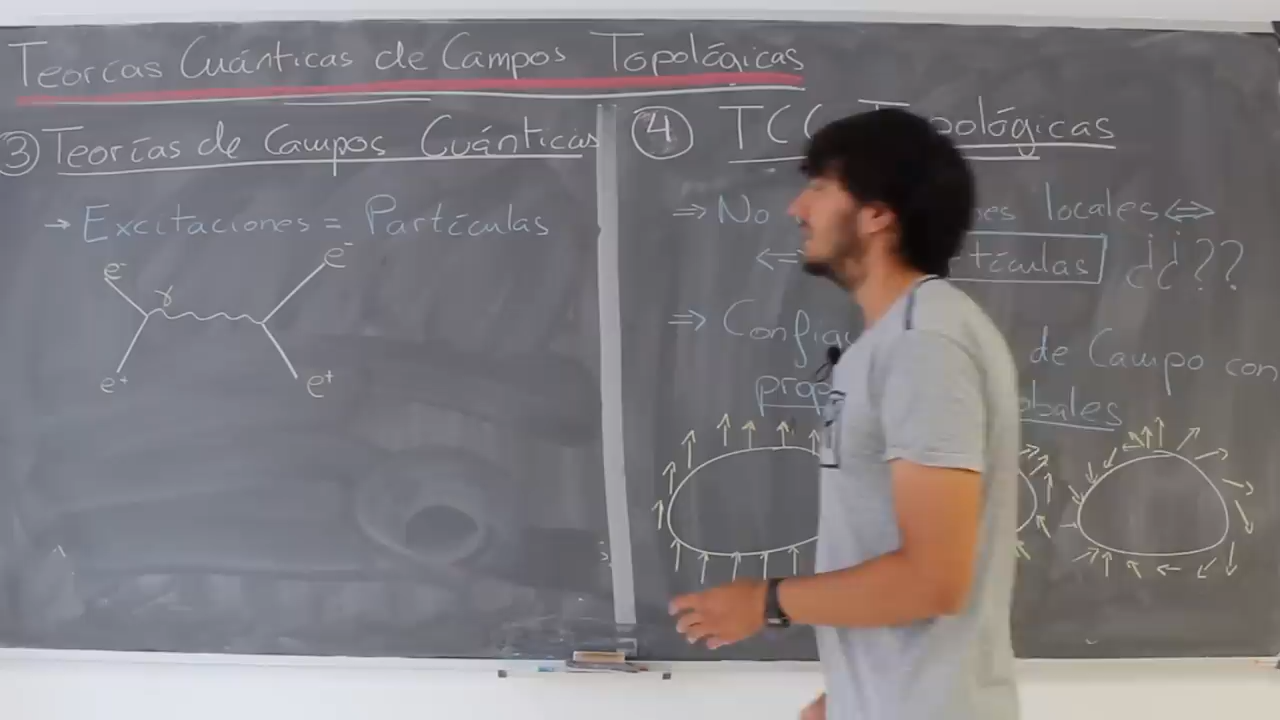 Teorías Cuánticas de Campos Topológicas
③ Teorías de Campos Cuánticas
→ Excitaciones = Partículas
e⁻ γ e⁻
e⁺ e⁺
④ TC pológicas
⇒ No es locales ⇔
⇔ tículas ¿¿??
⇒ Config de Campo con
prop obales